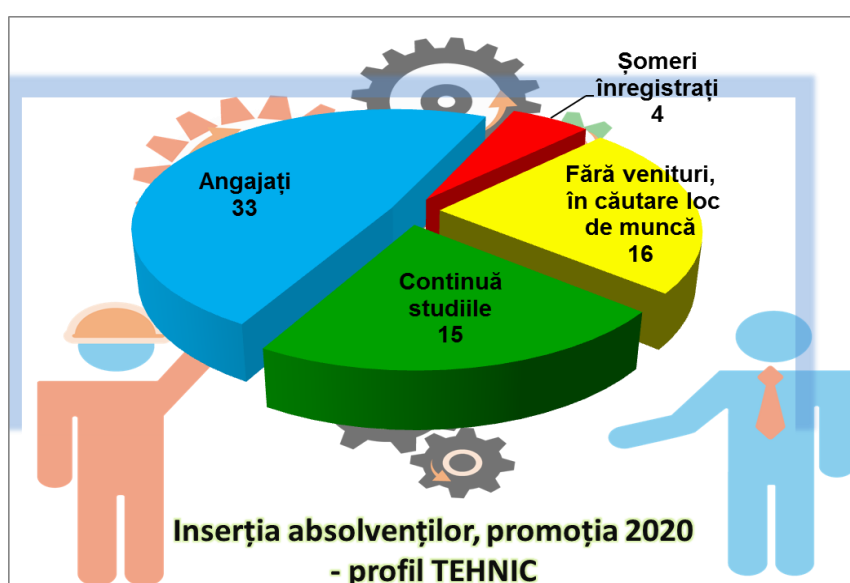 Șomeri
înregistrați
4
Angajați
33
Fără venituri,
în căutare loc
de muncă
16
Continuă
studiile
15
Inserția absolvenților, promoția 2020
- profil TEHNIC